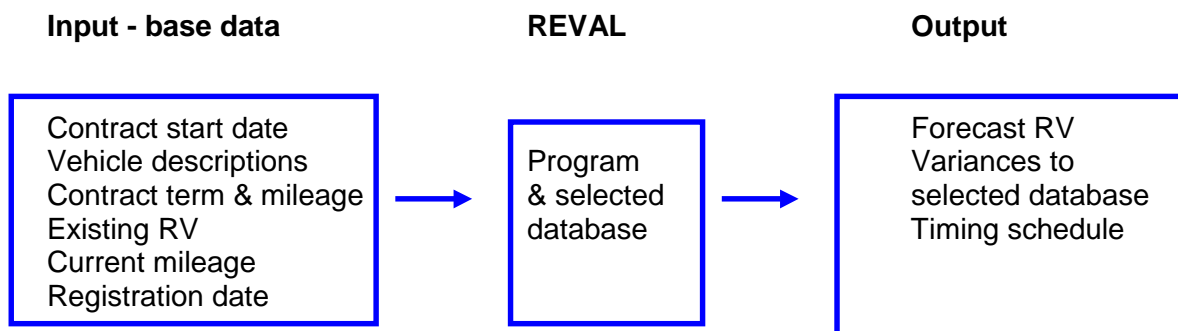 Input - base data
REVAL
Output
Contract start date
Vehicle descriptions
Contract term & mileage
Existing RV
Current mileage
Registration date
Program
& selected
database
Forecast RV
Variances to
selected database
Timing schedule